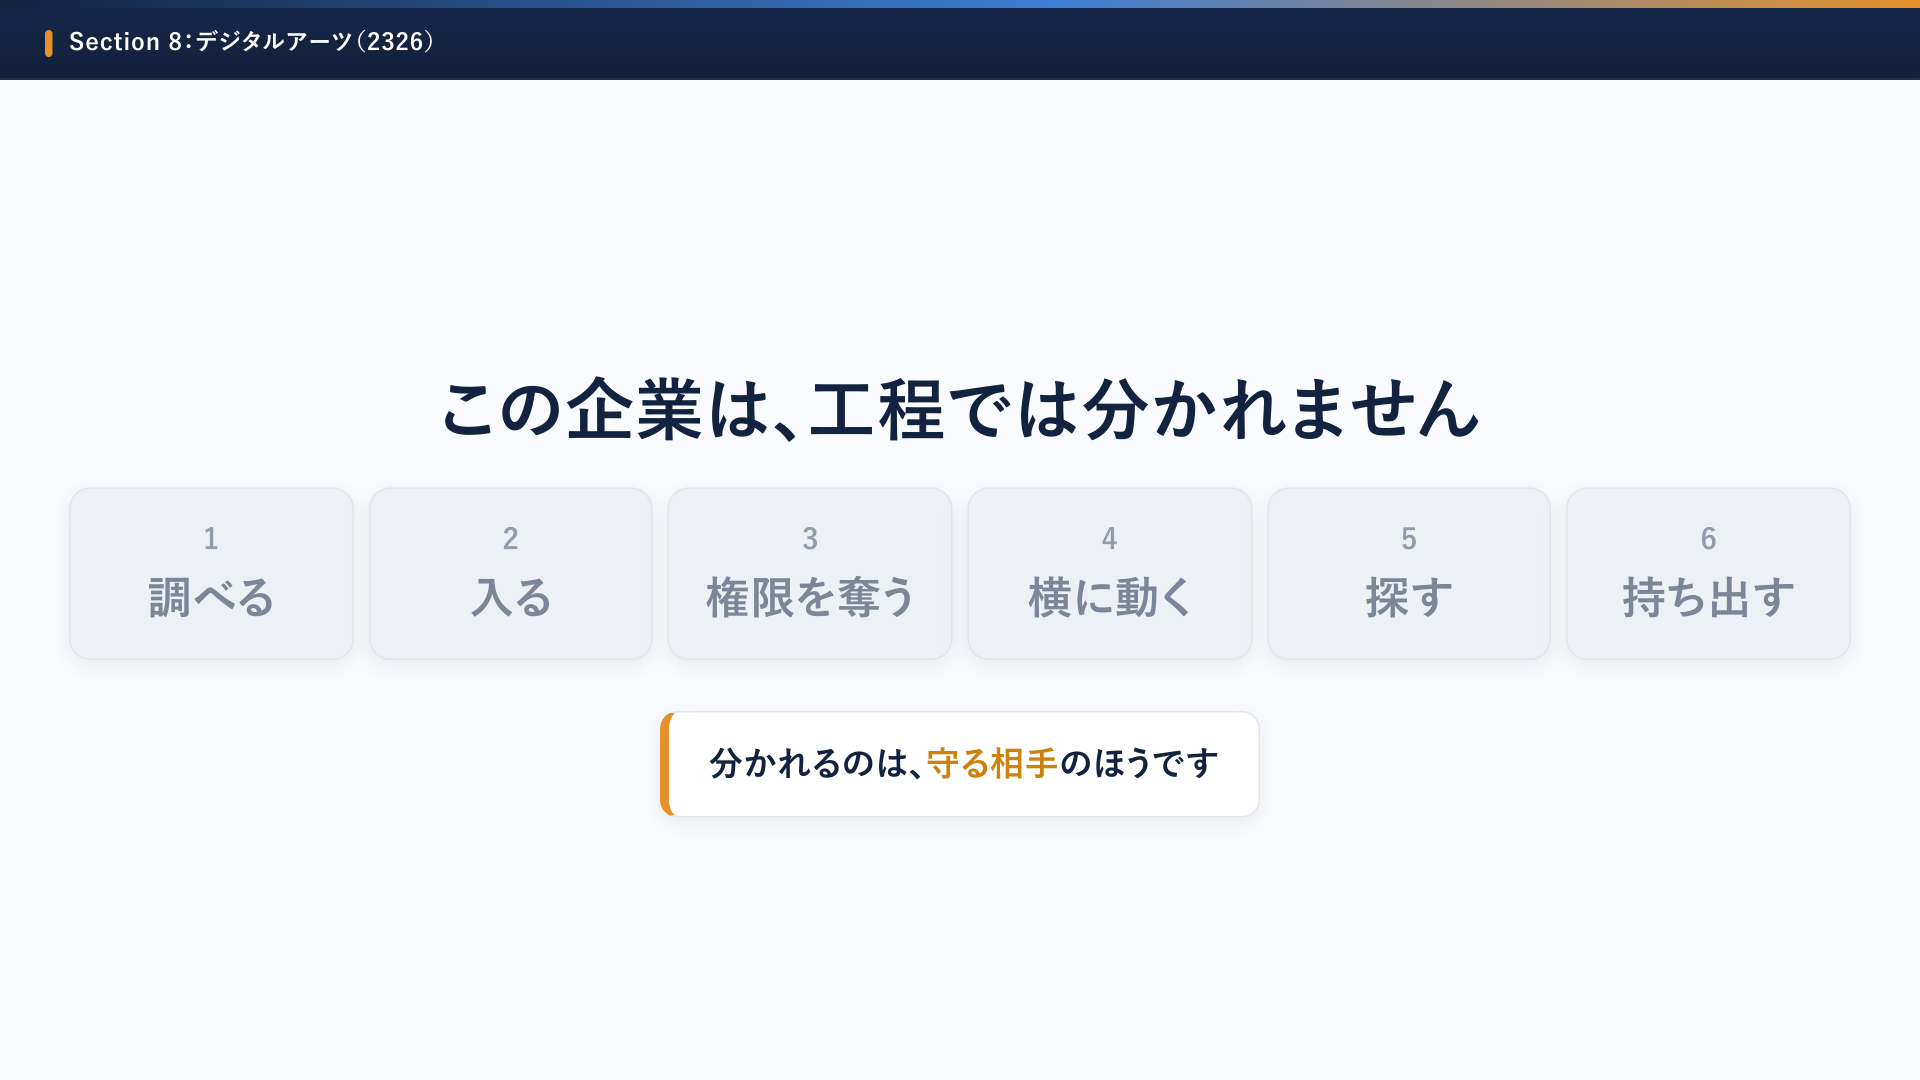 Section 8：デジタルアーツ（2326）
この企業は、工程では分かれません
1
調べる
2
入る
3
権限を奪う
4
横に動く
5
探す
6
持ち出す
分かれるのは、守る相手のほうです